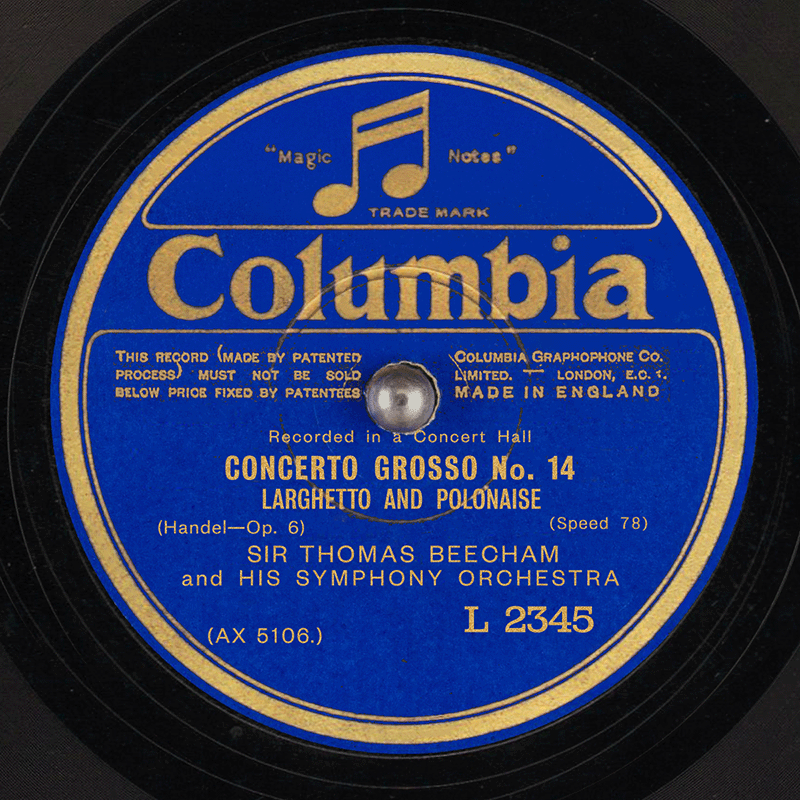 "Magic Notes"
TRADE MARK
Columbia
THIS RECORD (MADE BY PATENTED
PROCESS) MUST NOT BE SOLD
BELOW PRICE FIXED BY PATENTEES
COLUMBIA GRAPHOPHONE CO.
LIMITED. — LONDON, E.C. 1.
MADE IN ENGLAND
Recorded in a Concert Hall
CONCERTO GROSSO No. 14
LARGHETTO AND POLONAISE
(Handel—Op. 6)
(Speed 78)
SIR THOMAS BEECHAM
and HIS SYMPHONY ORCHESTRA
L 2345
(AX 5106.)